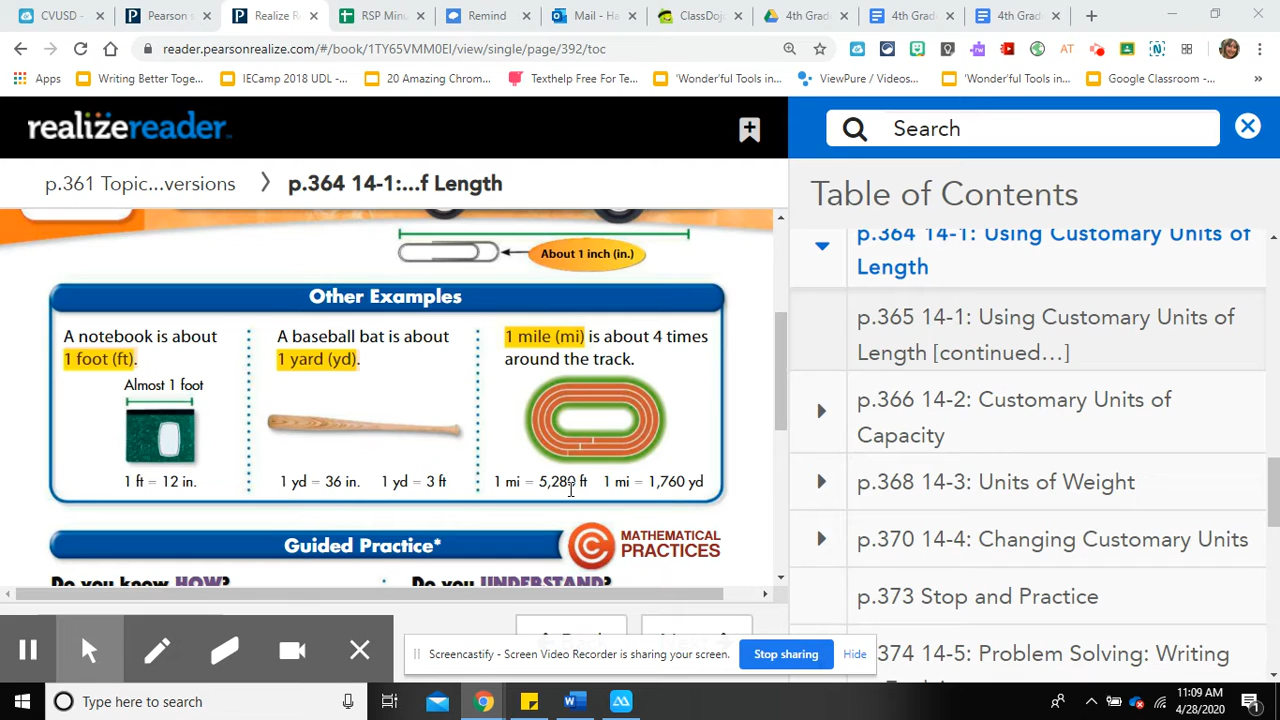 CVUSD
Pearson s
Realize R
RSP Minu
Remind
Mail - Ha
ClassDojo
4th Grad
4th Grad
4th Grad
reader.pearsonrealize.com/#/book/1TY65VMM0EI/view/single/page/392/toc
AT
Apps
Writing Better Toge...
IECamp 2018 UDL -...
20 Amazing Chrom...
Texthelp Free For Te...
'Wonder'ful Tools in...
ViewPure / Videos...
'Wonder'ful Tools in...
Google Classroom -...
realizereader
Search
p.361 Topic...versions
p.364 14-1:...f Length
Table of Contents
p.364 14-1: Using Customary Units of
Length
p.365 14-1: Using Customary Units of
Length [continued...]
p.366 14-2: Customary Units of
Capacity
p.368 14-3: Units of Weight
p.370 14-4: Changing Customary Units
p.373 Stop and Practice
374 14-5: Problem Solving: Writing
About 1 inch (in.)
Other Examples
A notebook is about
1 foot (ft).
Almost 1 foot
1 ft = 12 in.
A baseball bat is about
1 yard (yd).
1 yd = 36 in. 1 yd = 3 ft
1 mile (mi) is about 4 times
around the track.
1 mi = 5,280 ft 1 mi = 1,760 yd
Guided Practice*
MATHEMATICAL
PRACTICES
Do you know HOW?
Do you UNDERSTAND?
Screencastify - Screen Video Recorder is sharing your screen.
Stop sharing
Hide
Type here to search
11:09 AM
4/28/2020
1